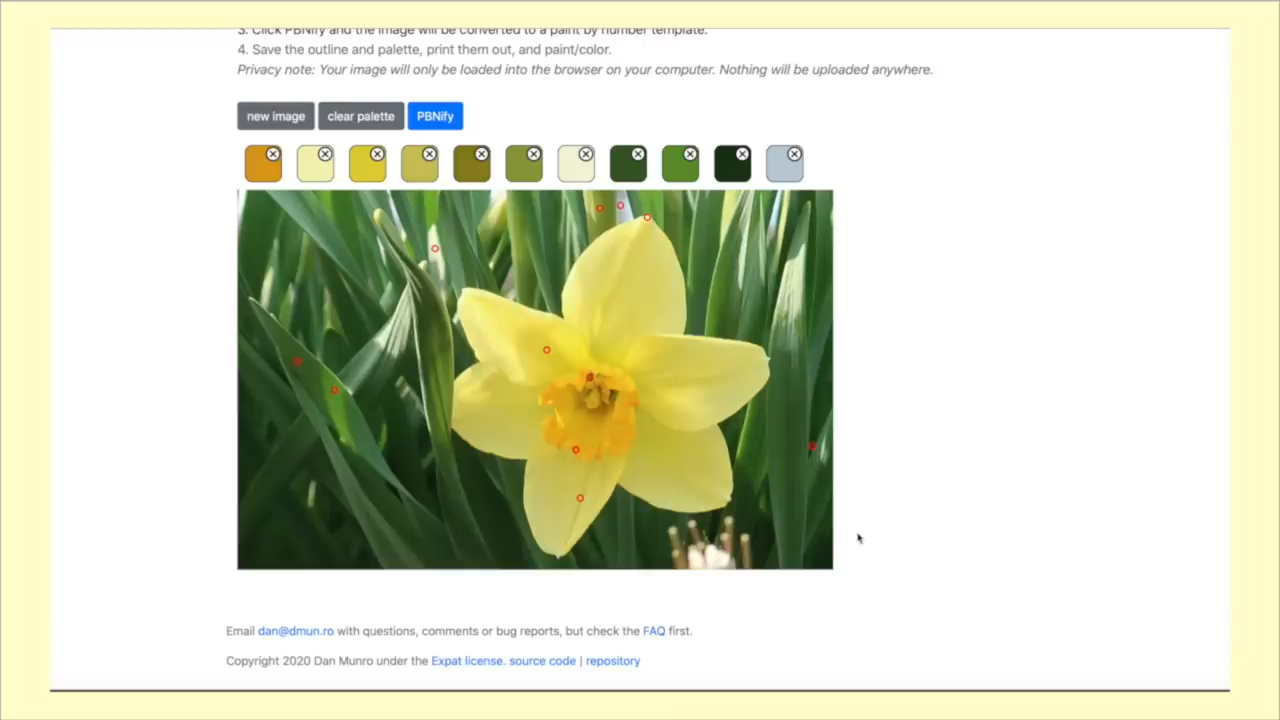 3. Click PBNify and the image will be converted to a paint by number template.
4. Save the outline and palette, print them out, and paint/color.
Privacy note: Your image will only be loaded into the browser on your computer. Nothing will be uploaded anywhere.
new image clear palette PBNify
Email dan@dmun.ro with questions, comments or bug reports, but check the FAQ first.
Copyright 2020 Dan Munro under the Expat license. source code | repository